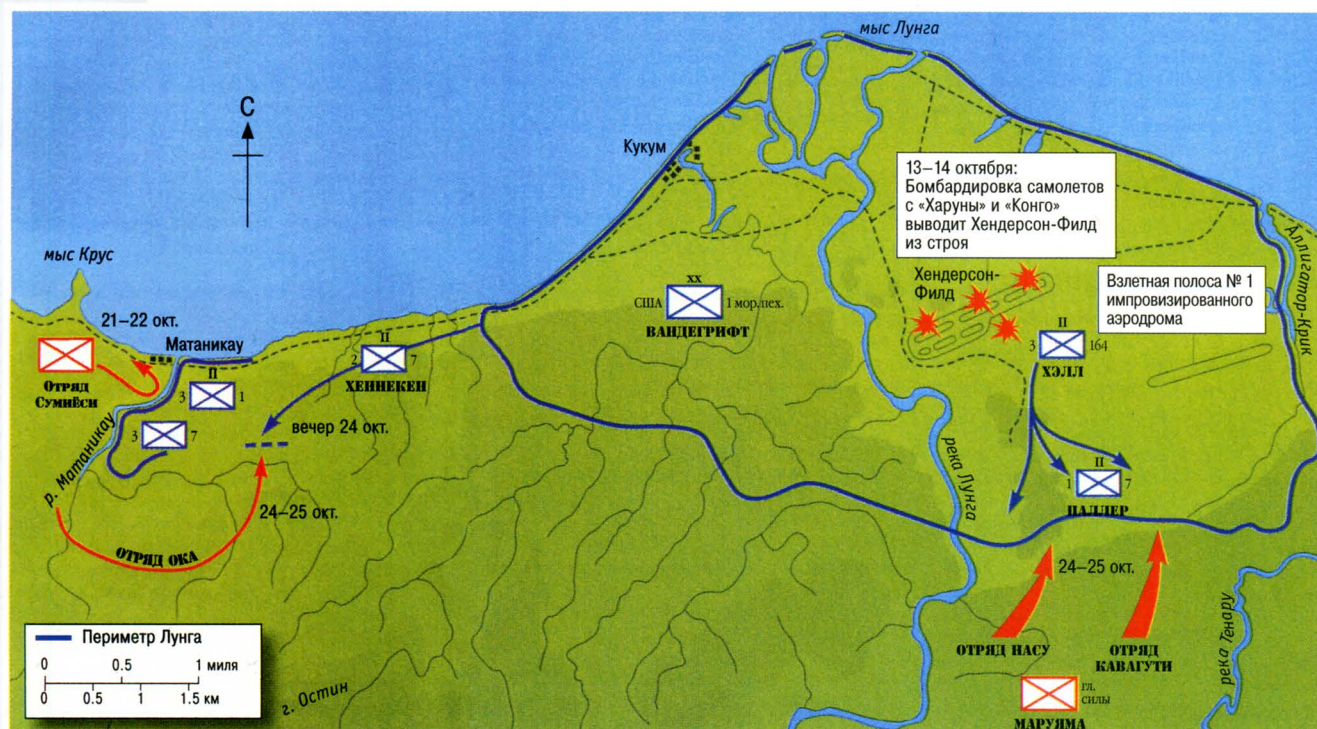 мыс Лунга
С
Кукум
13–14 октября:
Бомбардировка самолетов
с «Харуны» и «Конго»
выводит Хендерсон-Филд
из строя
мыс Крус
21–22 окт.
Матаникау
ОТРЯД
СУМИЁСИ
II
3 1
3 7
р. Матаникау
II
2 7
ХЕННЕКЕН
вечер 24 окт.
24–25 окт.
ОТРЯД ОКА
XX
США 1 мор.пех.
ВАНДЕГРИФТ
Хендерсон-
Филд
Взлетная полоса № 1
импровизированного
аэродрома
Аллигатор-Крик
II
3 164
ХЭЛЛ
река Лунга
II
1 7
ПАЛЛЕР
24–25 окт.
ОТРЯД НАСУ
ОТРЯД
КАВАГУТИ
река Тенару
гл.
силы
МАРУЯМА
г. Остин
Периметр Лунга
0 0.5 1 миля
0 0.5 1 1.5 км